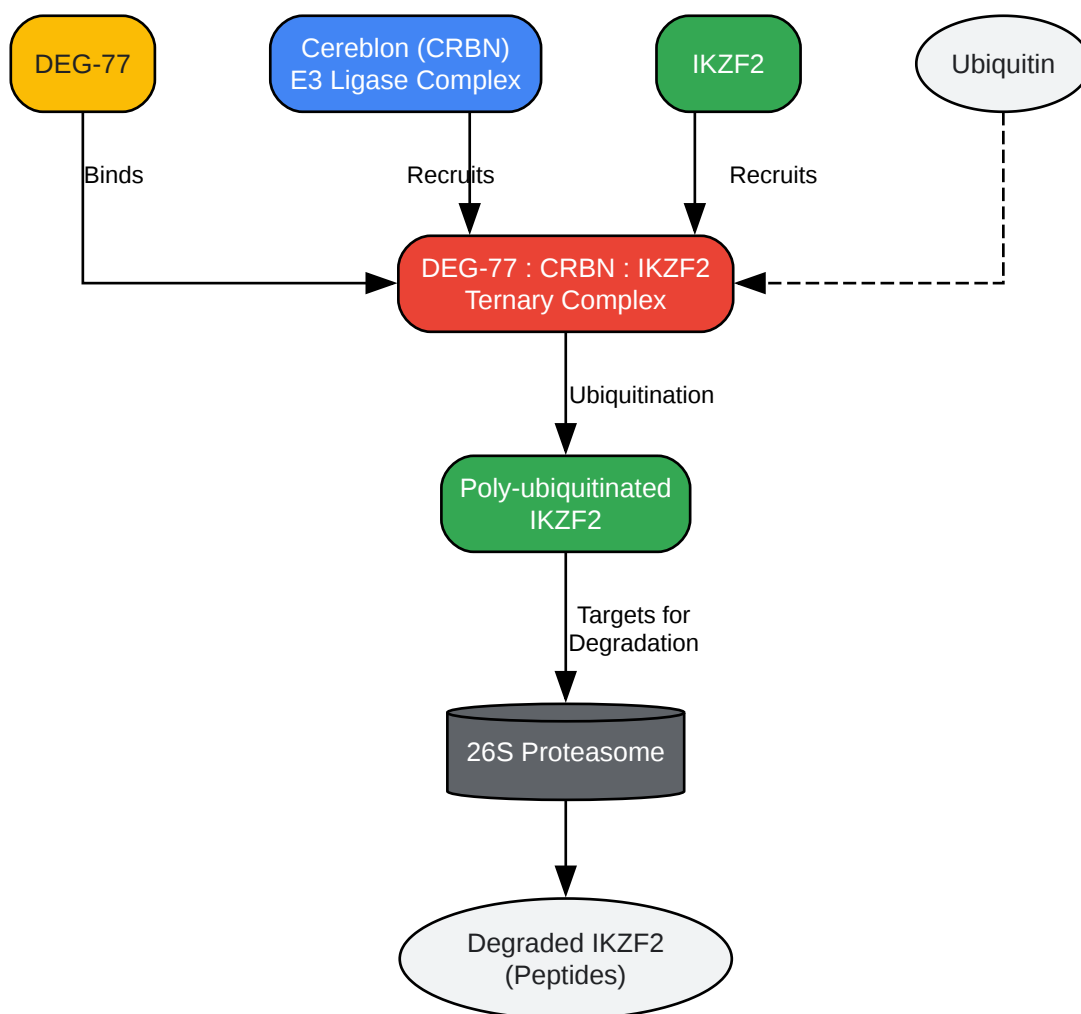 DEG-77
Cereblon (CRBN)
E3 Ligase Complex
IKZF2
Ubiquitin
Binds
Recruits
Recruits
DEG-77 : CRBN : IKZF2
Ternary Complex
Ubiquitination
Poly-ubiquitinated
IKZF2
Targets for
Degradation
26S Proteasome
Degraded IKZF2
(Peptides)